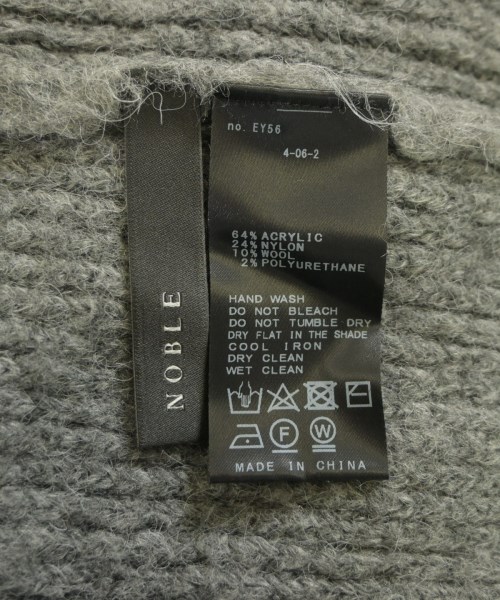 NOBLE
no. EY56
4-06-2
64% ACRYLIC
24% NYLON
10% WOOL
2% POLYURETHANE
HAND WASH
DO NOT BLEACH
DO NOT TUMBLE DRY
DRY FLAT IN THE SHADE
COOL IRON
DRY CLEAN
WET CLEAN
F W
MADE IN CHINA